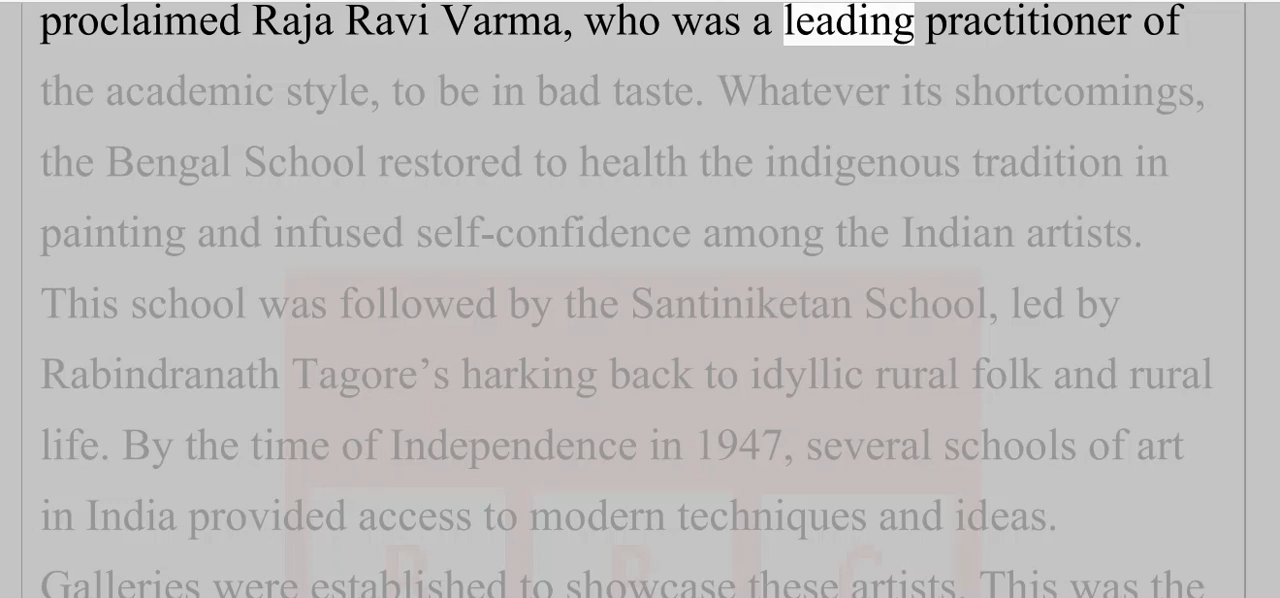 proclaimed Raja Ravi Varma, who was a leading practitioner of
the academic style, to be in bad taste. Whatever its shortcomings,
the Bengal School restored to health the indigenous tradition in
painting and infused self-confidence among the Indian artists.
This school was followed by the Santiniketan School, led by
Rabindranath Tagore’s harking back to idyllic rural folk and rural
life. By the time of Independence in 1947, several schools of art
in India provided access to modern techniques and ideas.
Galleries were established to showcase these artists. This was the